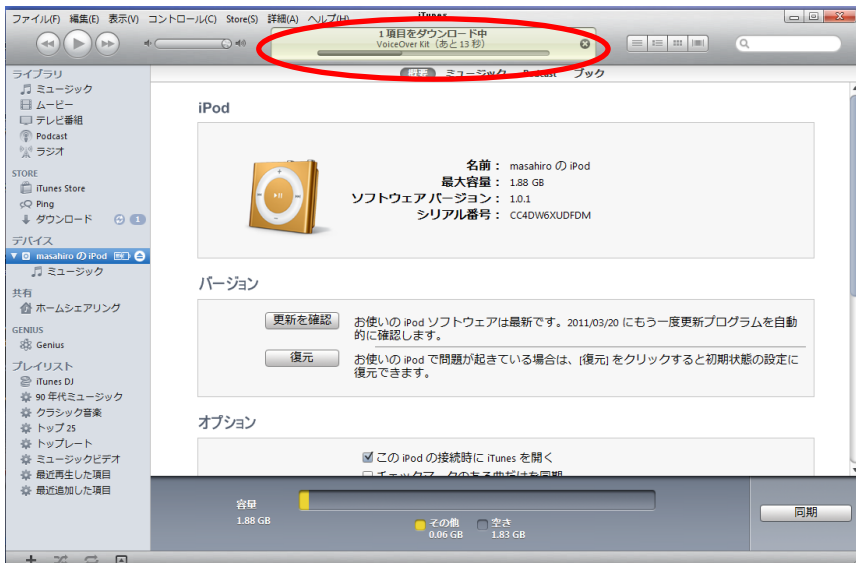 ファイル(F) 編集(E) 表示(V) コントロール(C) Store(S) 詳細(A) ヘルプ(H)
iTunes
1 項目をダウンロード中
VoiceOver Kit（あと 13 秒）
ライブラリ
ミュージック
ムービー
テレビ番組
Podcast
ラジオ
STORE
iTunes Store
Ping
ダウンロード 1
デバイス
masahiro の iPod
ミュージック
共有
ホームシェアリング
GENIUS
Genius
プレイリスト
iTunes DJ
90 年代ミュージック
クラシック音楽
トップ 25
トップレート
ミュージックビデオ
最近再生した項目
最近追加した項目
概要 ミュージック Podcast ブック
iPod
名前： masahiro の iPod
最大容量： 1.88 GB
ソフトウェア バージョン： 1.0.1
シリアル番号： CC4DW6XUDFDM
バージョン
更新を確認
お使いの iPod ソフトウェアは最新です。2011/03/20 にもう一度更新プログラムを自動
的に確認します。
復元
お使いの iPod で問題が起きている場合は、[復元] をクリックすると初期状態の設定に
復元できます。
オプション
この iPod の接続時に iTunes を開く
チェックマークのある曲だけを同期
容量
1.88 GB
その他
0.06 GB
空き
1.83 GB
同期